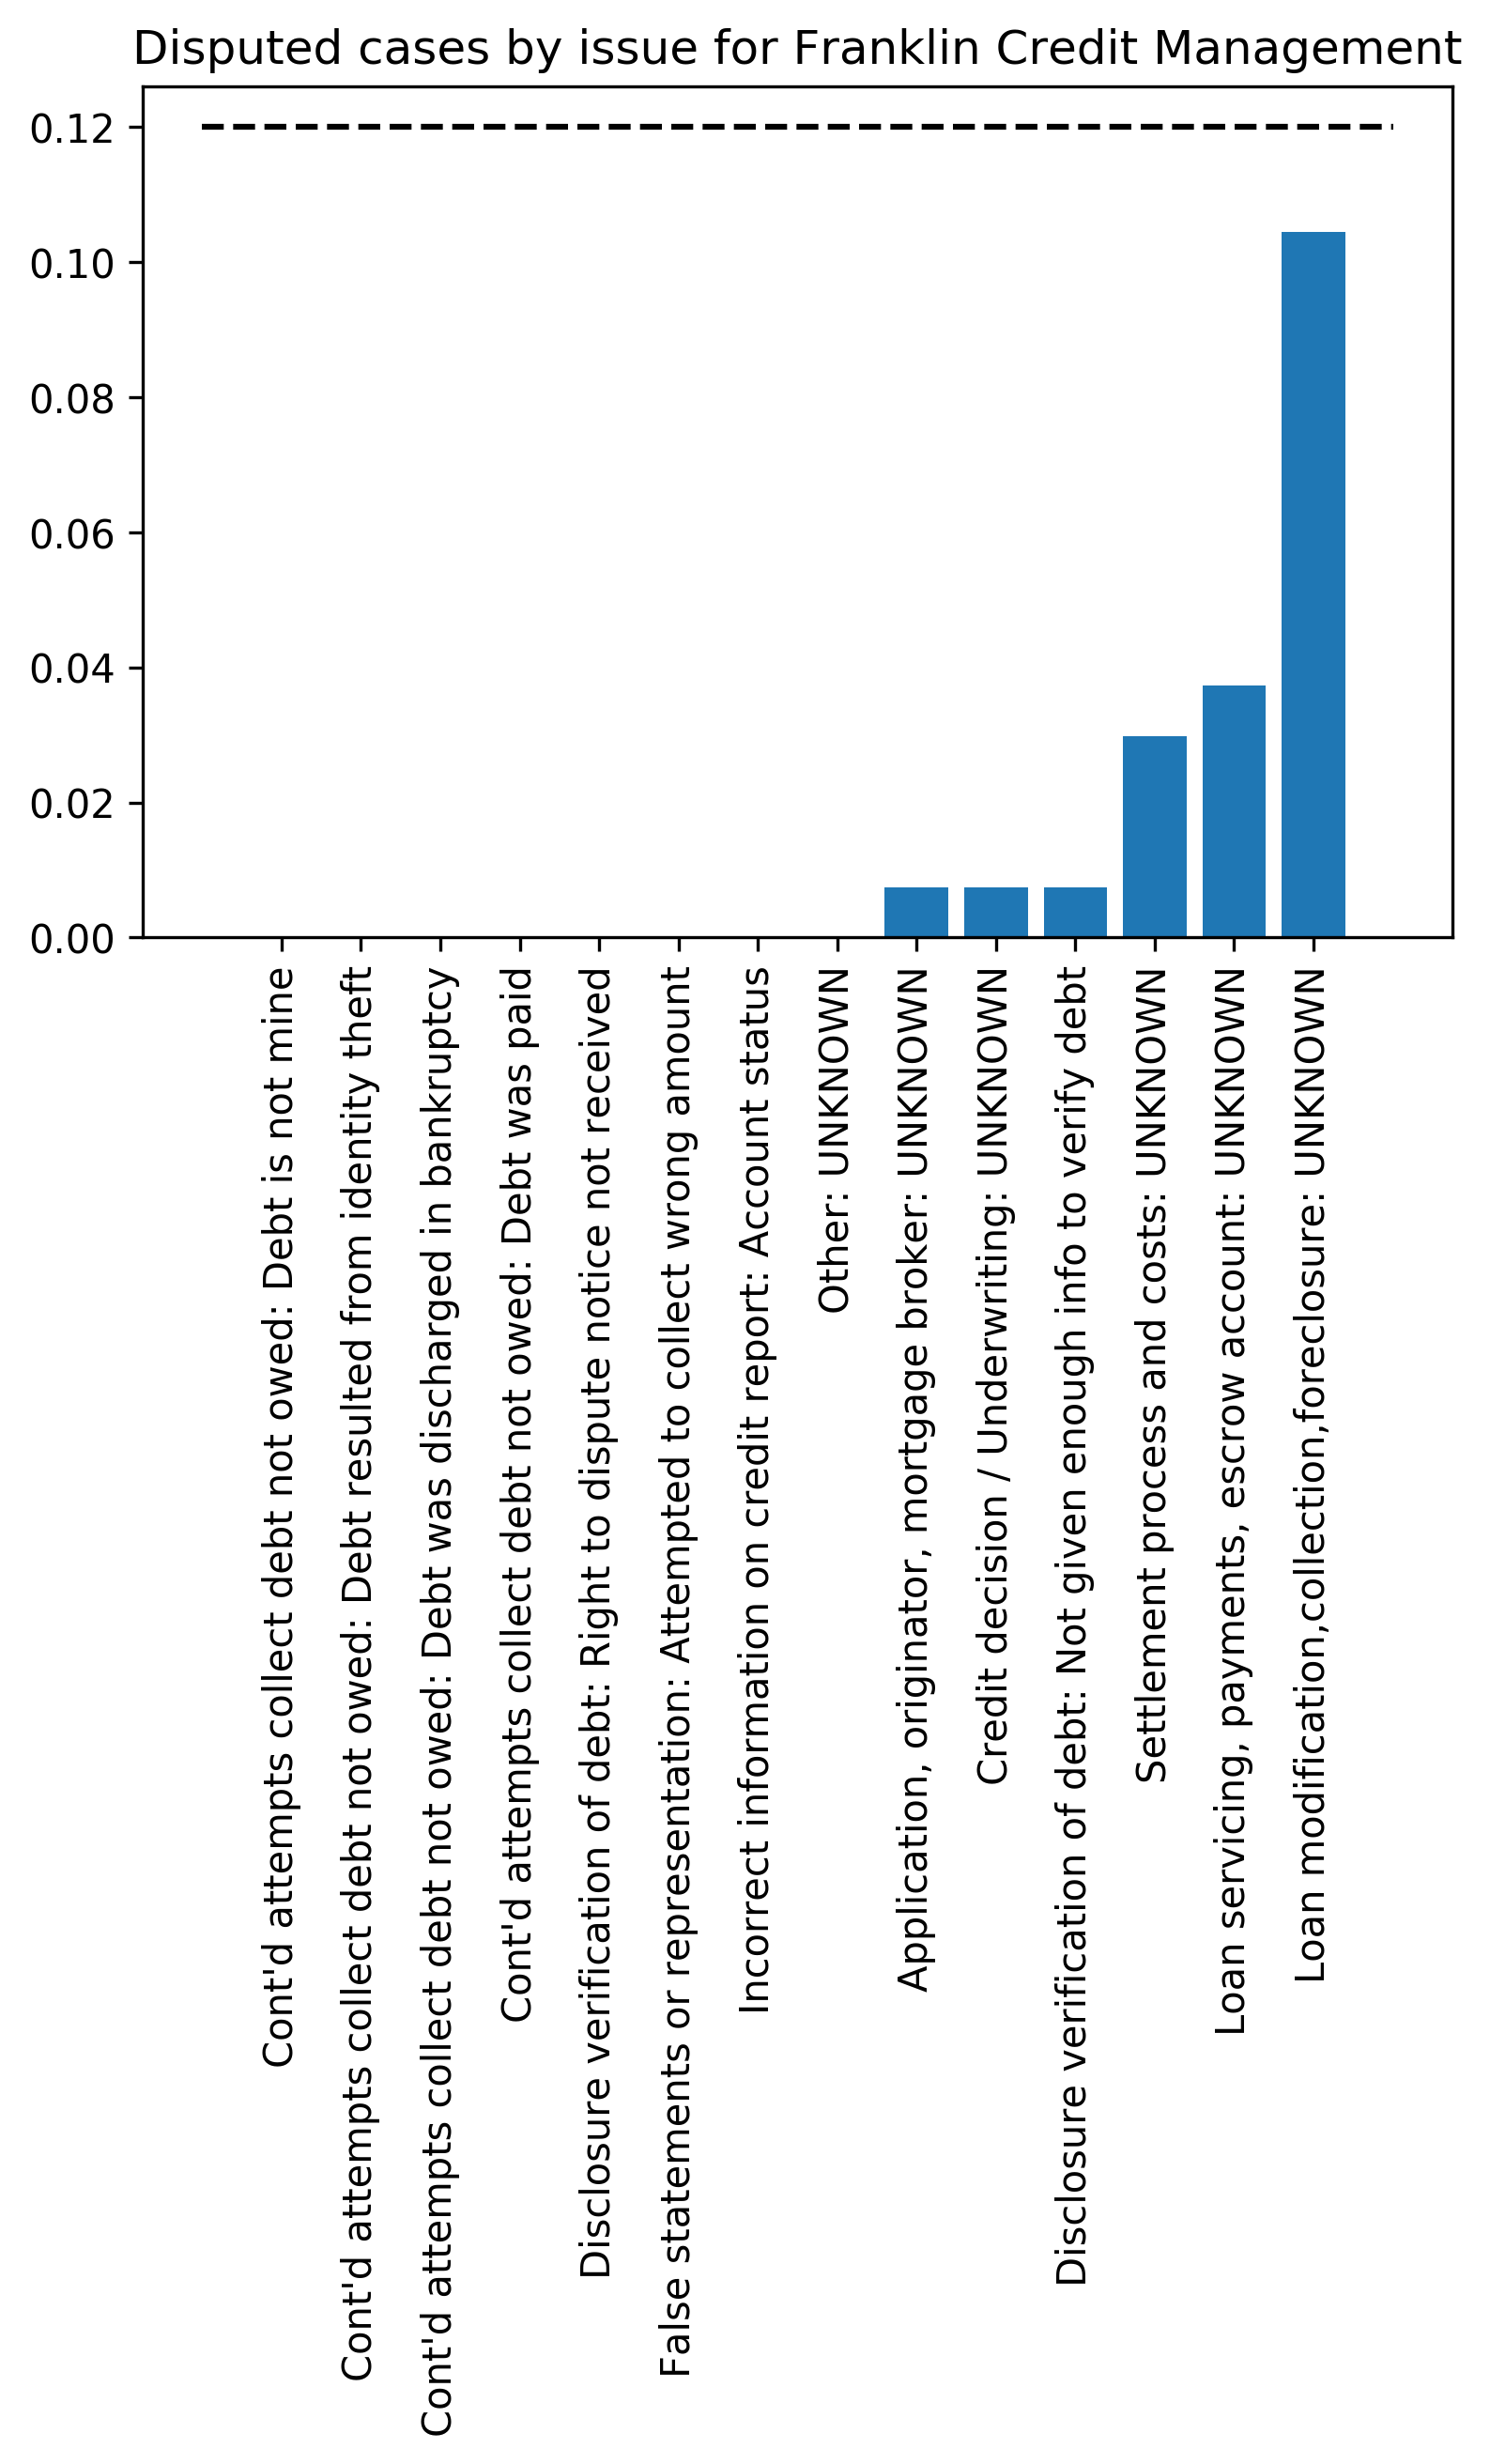 Disputed cases by issue for Franklin Credit Management
0.12
0.10
0.08
0.06
0.04
0.02
0.00
Cont'd attempts collect debt not owed: Debt is not mine
Cont'd attempts collect debt not owed: Debt resulted from identity theft
Cont'd attempts collect debt not owed: Debt was discharged in bankruptcy
Cont'd attempts collect debt not owed: Debt was paid
Disclosure verification of debt: Right to dispute notice not received
False statements or representation: Attempted to collect wrong amount
Incorrect information on credit report: Account status
Other: UNKNOWN
Application, originator, mortgage broker: UNKNOWN
Credit decision / Underwriting: UNKNOWN
Disclosure verification of debt: Not given enough info to verify debt
Settlement process and costs: UNKNOWN
Loan servicing, payments, escrow account: UNKNOWN
Loan modification,collection,foreclosure: UNKNOWN